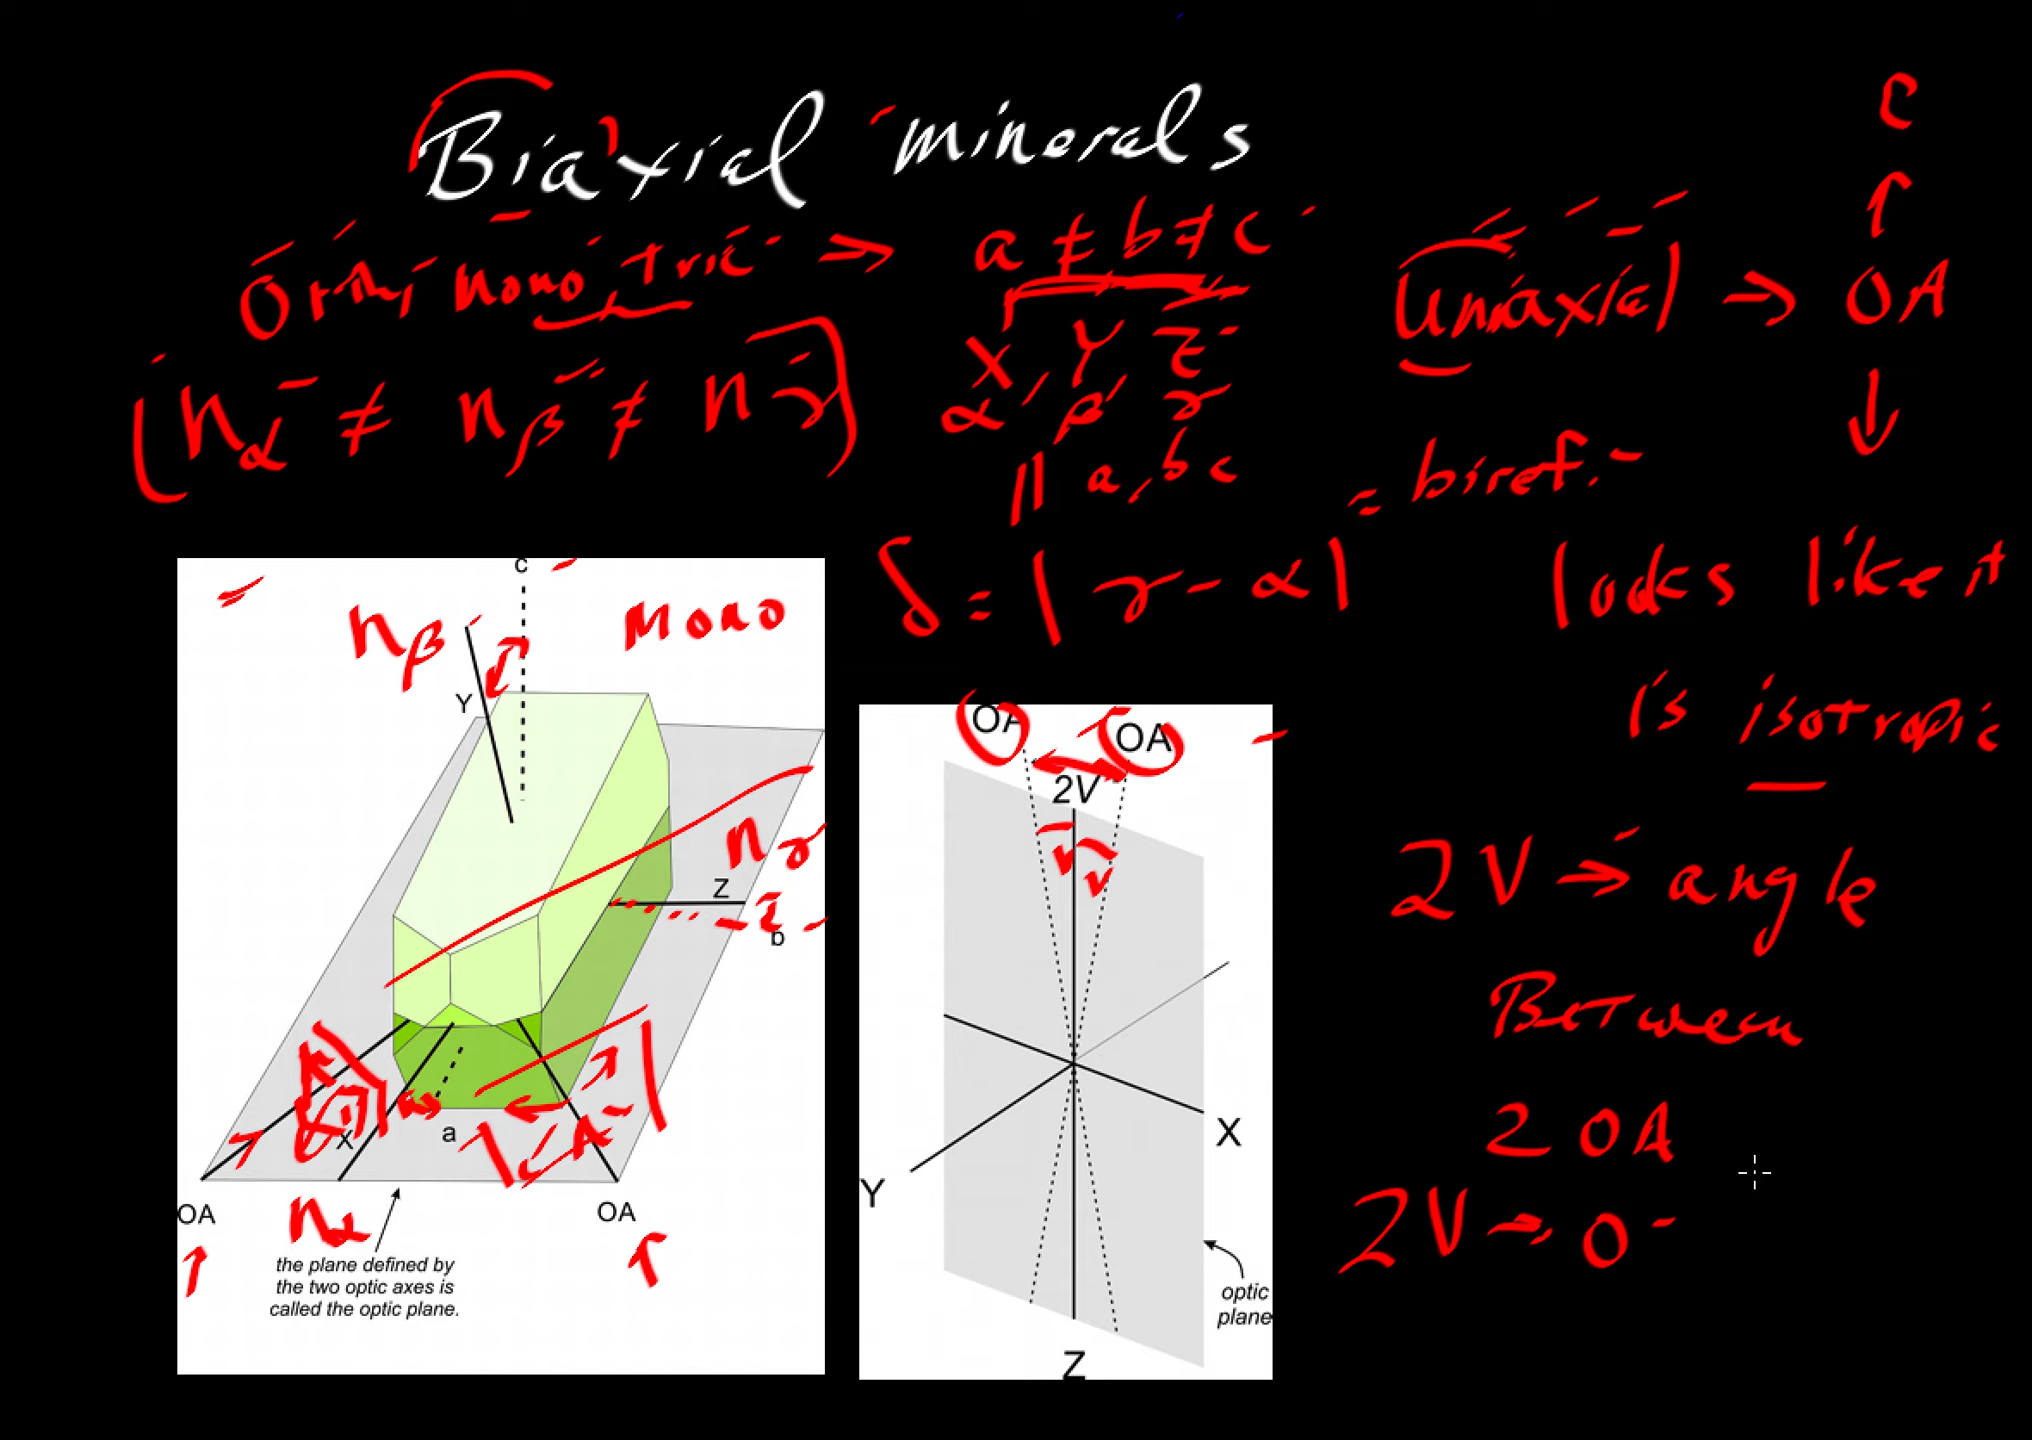 Biaxial minerals
Orth, mono, tric → a ≠ b ≠ c
(nα ≠ nβ ≠ nγ)
X, Y, Z
α, β, γ
|| a, b, c
Uniaxial → OA
c
δ = |γ - α| = biref.
looks like it
is isotropic
2V → angle
Between
2 OA
2V → 0
c
nβ
mono
Y
nγ
Z
b
X
a
OA
nα
OA
the plane defined by
the two optic axes is
called the optic plane.
OA
OA
2V
X
Y
optic
plane
Z